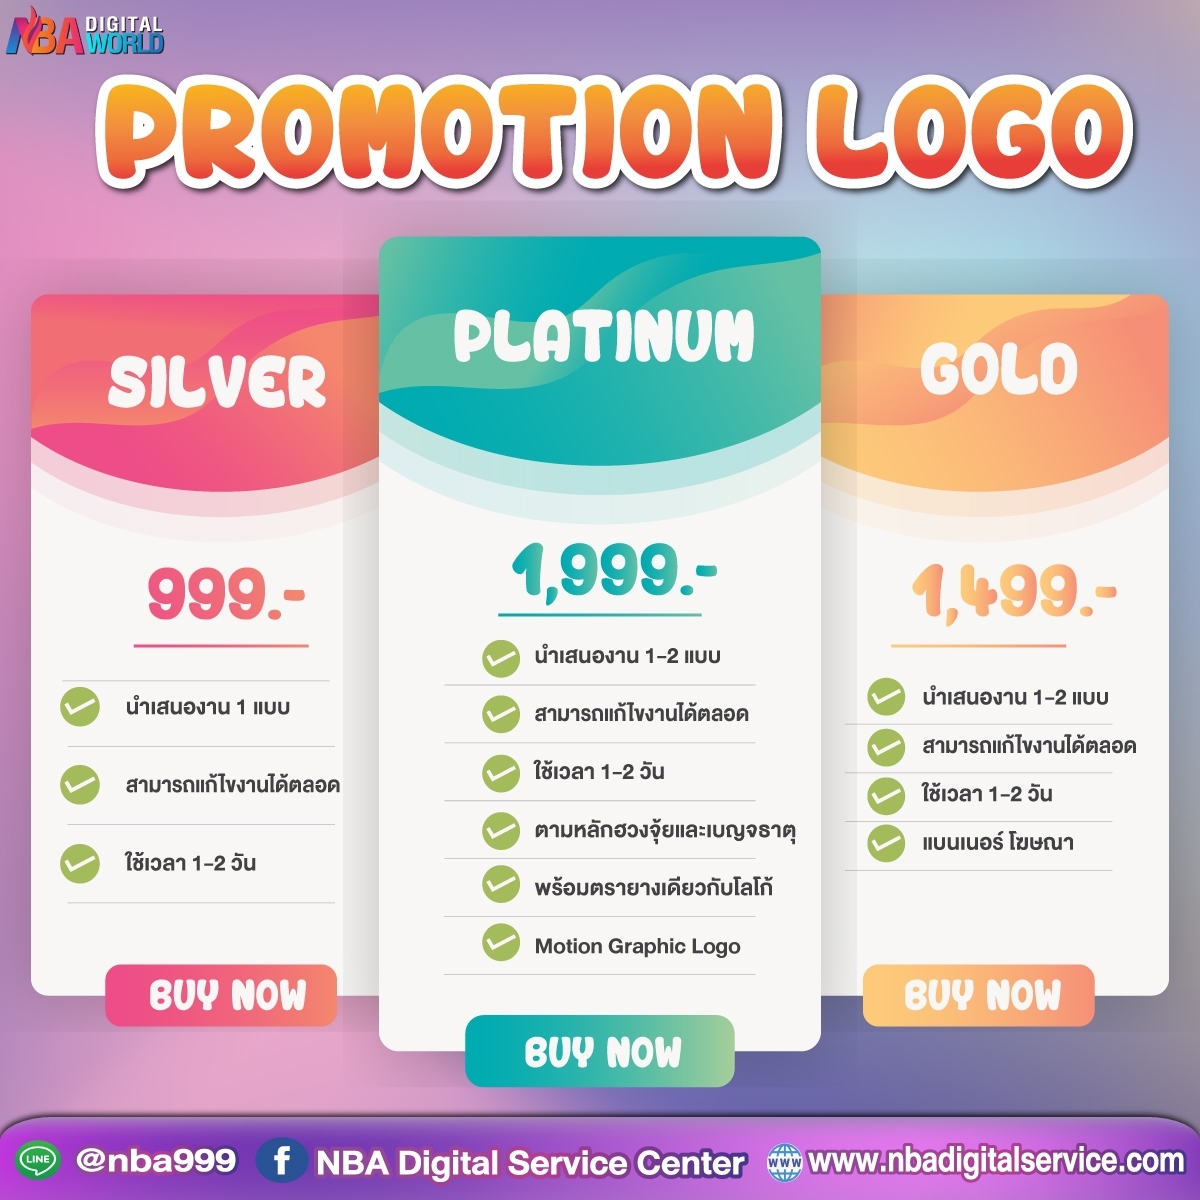 NBA DIGITAL WORLD
PROMOTION LOGO
SILVER
999.-
นำเสนองาน 1 แบบ
สามารถแก้ไขงานได้ตลอด
ใช้เวลา 1-2 วัน
BUY NOW
PLATINUM
1,999.-
นำเสนองาน 1-2 แบบ
สามารถแก้ไขงานได้ตลอด
ใช้เวลา 1-2 วัน
ตามหลักฮวงจุ้ยและเบญจธาตุ
พร้อมตรายางเดียวกับโลโก้
Motion Graphic Logo
BUY NOW
GOLD
1,499.-
นำเสนองาน 1-2 แบบ
สามารถแก้ไขงานได้ตลอด
ใช้เวลา 1-2 วัน
แบนเนอร์ โฆษณา
BUY NOW
LINE @nba999 f NBA Digital Service Center www www.nbadigitalservice.com